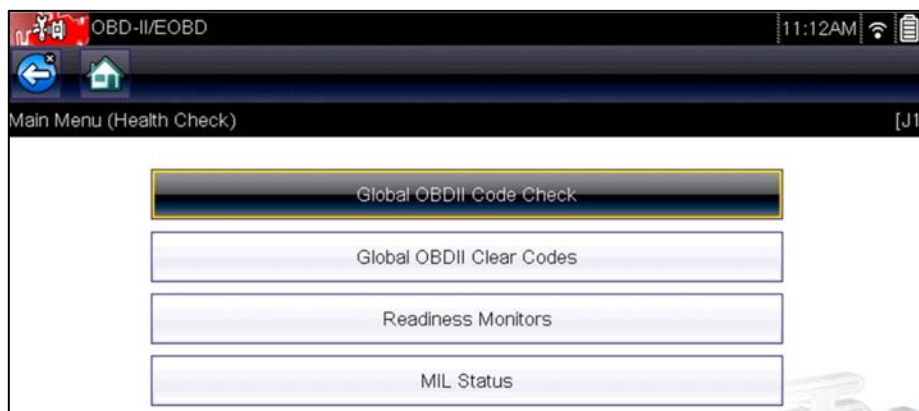 OBD-II/EOBD 11:12AM
Main Menu (Health Check) [J1
Global OBDII Code Check
Global OBDII Clear Codes
Readiness Monitors
MIL Status